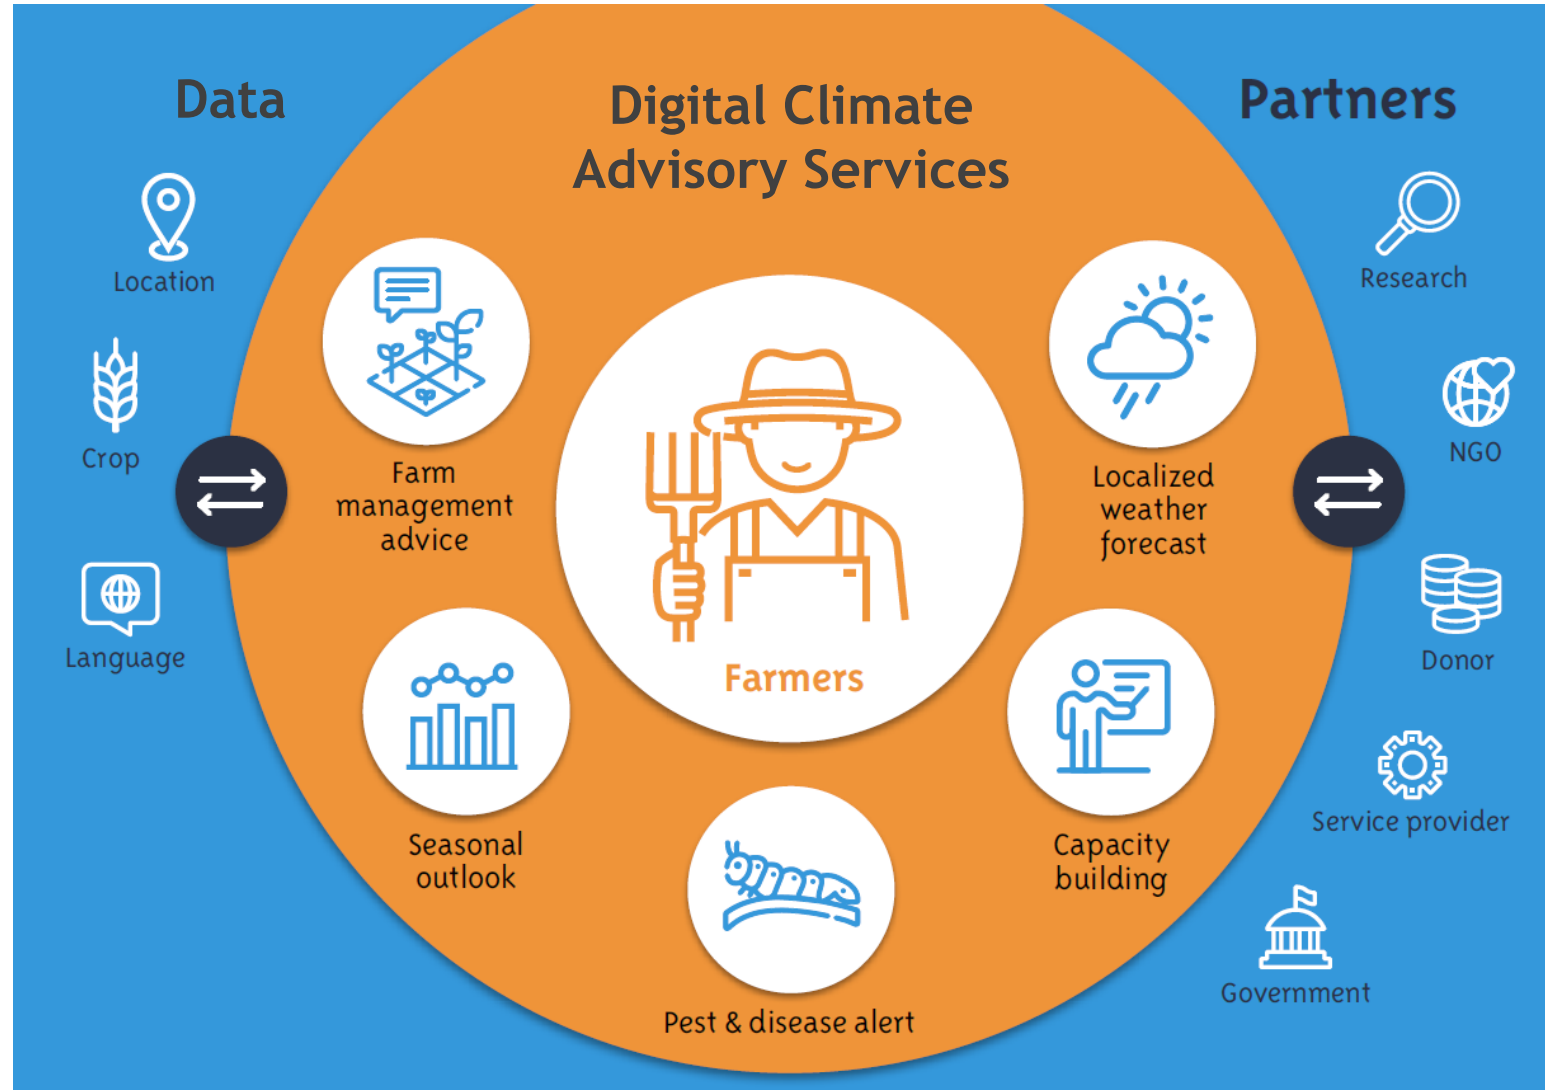 Data
Digital Climate
Advisory Services
Partners
Location
Crop
Language
Farm
management
advice
Seasonal
outlook
Farmers
Pest & disease alert
Localized
weather
forecast
Capacity
building
Research
NGO
Donor
Service provider
Government